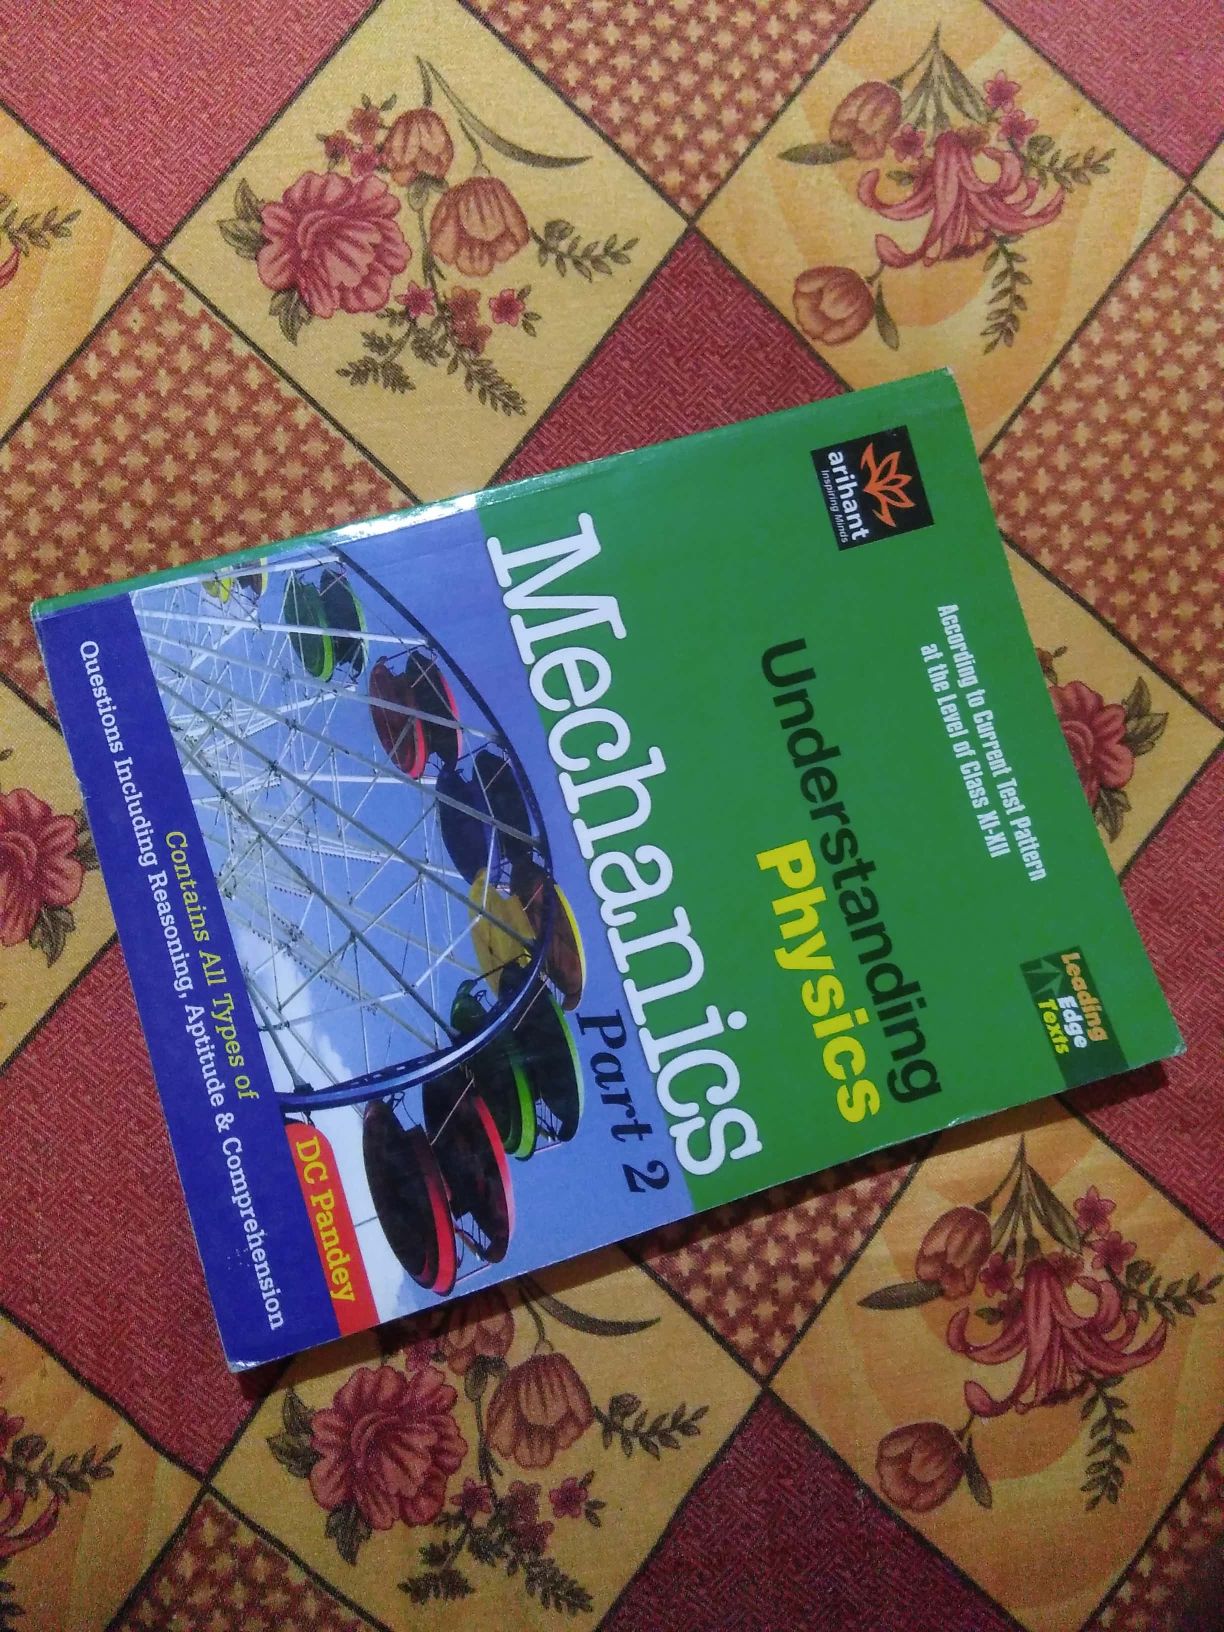 arihant
Inspiring Minds
According to Current Test Pattern
at the Level of Class XI-XII
Leading
Edge
Texts
Understanding
Physics
Mechanics
Part 2
DC Pandey
Contains All Types of
Questions Including Reasoning, Aptitude & Comprehension